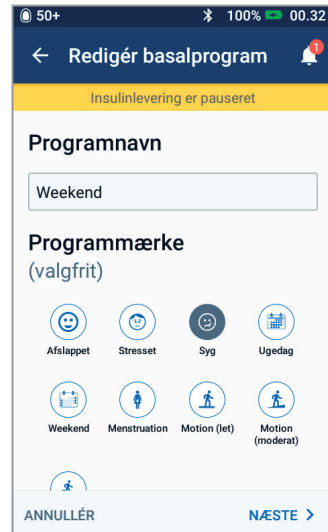 50+ 100% 00.32
Redigér basalprogram 1
Insulinlevering er pauseret
Programnavn
Weekend
Programmærke
(valgfrit)
Afslappet Stresset Syg Ugedag
Weekend Menstruation Motion (let) Motion
(moderat)
ANNULLÉR NÆSTE